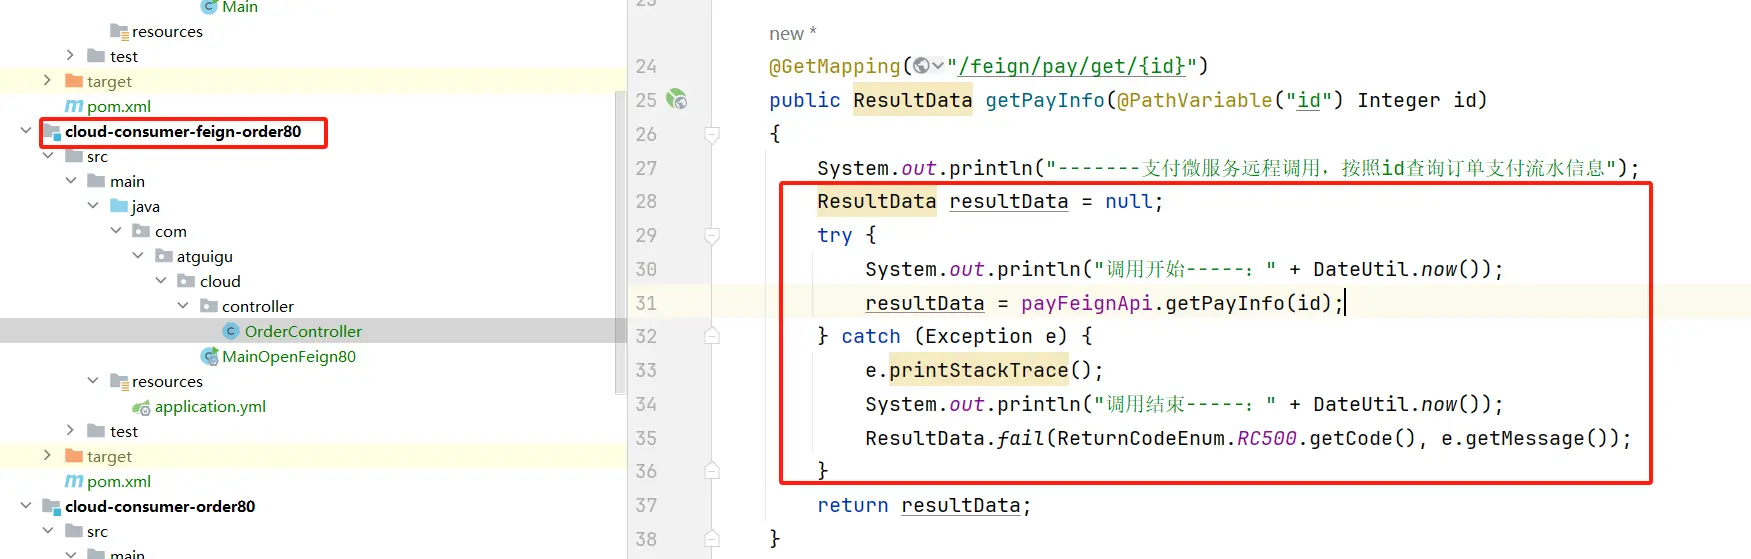 Main
resources
test
target
pom.xml
cloud-consumer-feign-order80
src
main
java
com
atguigu
cloud
controller
OrderController
MainOpenFeign80
resources
application.yml
test
target
pom.xml
cloud-consumer-order80
src
main
23
new *
24 @GetMapping("/feign/pay/get/{id}")
25 public ResultData getPayInfo(@PathVariable("id") Integer id)
26 {
27 System.out.println("-------支付微服务远程调用，按照id查询订单支付流水信息");
28 ResultData resultData = null;
29 try {
30 System.out.println("调用开始-----：" + DateUtil.now());
31 resultData = payFeignApi.getPayInfo(id);
32 } catch (Exception e) {
33 e.printStackTrace();
34 System.out.println("调用结束-----：" + DateUtil.now());
35 ResultData.fail(ReturnCodeEnum.RC500.getCode(), e.getMessage());
36 }
37 return resultData;
38 }